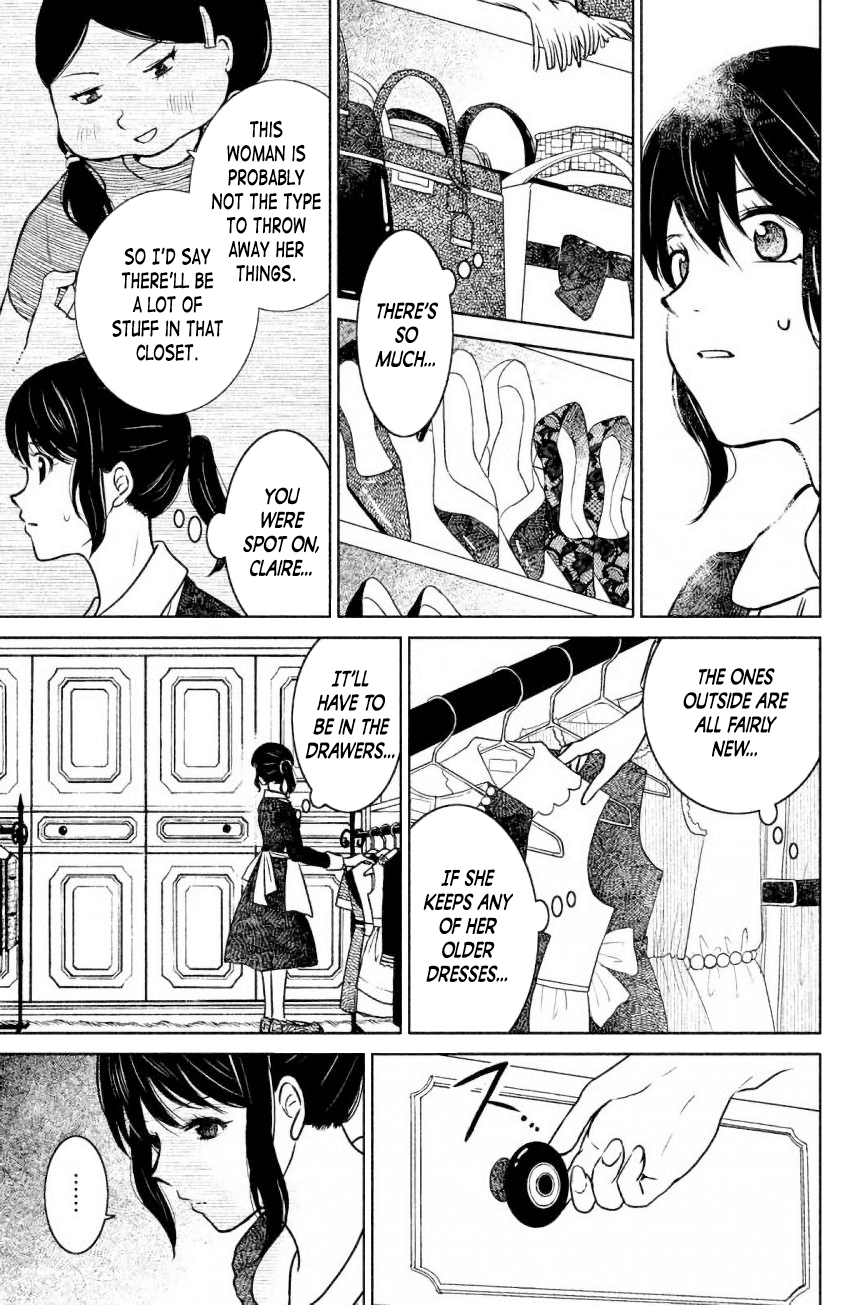 THERE'S
SO
MUCH...
THIS
WOMAN IS
PROBABLY
NOT THE TYPE
TO THROW
AWAY HER
THINGS.
SO I'D SAY
THERE'LL BE
A LOT OF
STUFF IN THAT
CLOSET.
YOU
WERE
SPOT ON,
CLAIRE...
THE ONES
OUTSIDE ARE
ALL FAIRLY
NEW...
IF SHE
KEEPS ANY
OF HER
OLDER
DRESSES...
IT'LL
HAVE TO
BE IN THE
DRAWERS...
ス...
......